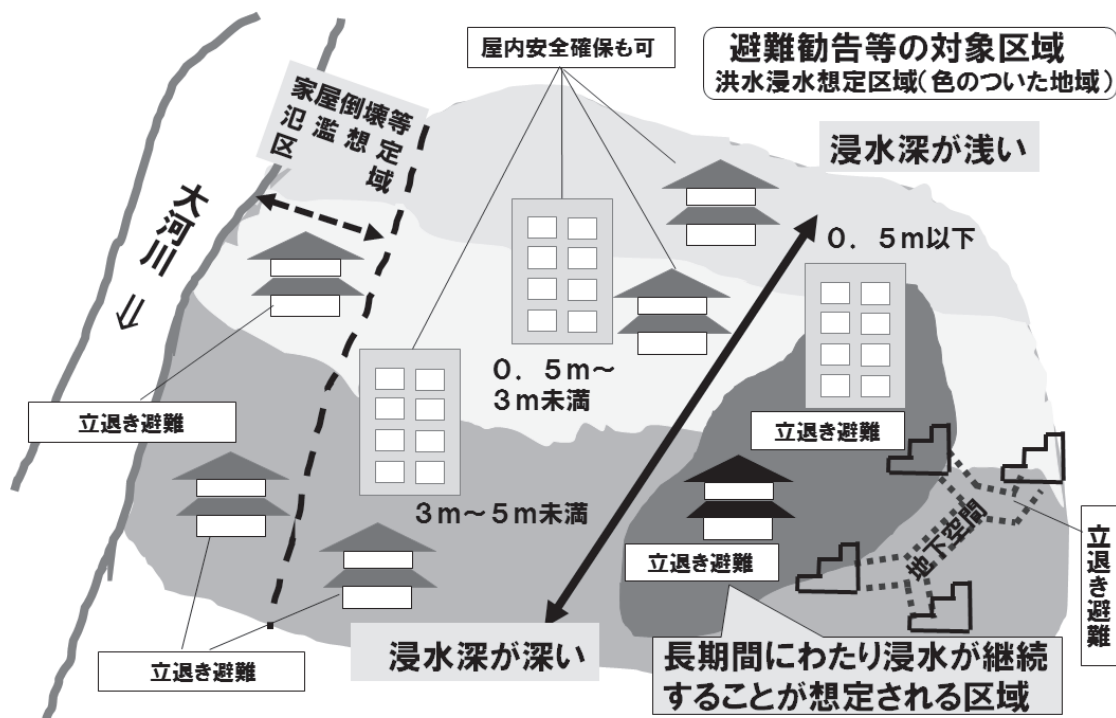 避難勧告等の対象区域
洪水浸水想定区域(色のついた地域)
屋内安全確保も可
家屋倒壊等
氾濫想定
区域
浸水深が浅い
大河川
⇓
0.5m以下
0.5m~
3m未満
立退き避難
立退き避難
3m~5m未満
立退き避難
地下空間
立退き避難
立退き避難
浸水深が深い
長期間にわたり浸水が継続
することが想定される区域